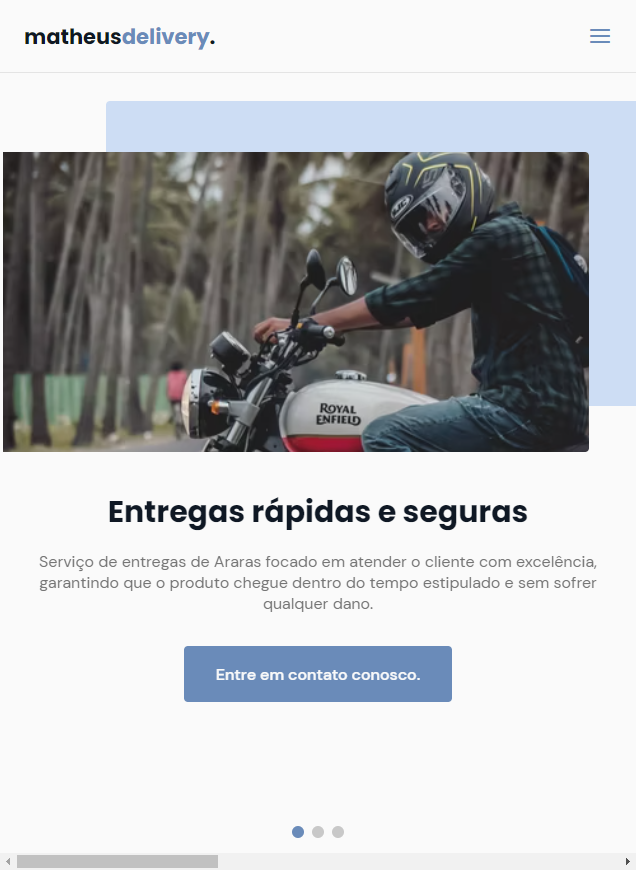 matheusdelivery.
ROYAL
ENFIELD
Entregas rápidas e seguras
Serviço de entregas de Araras focado em atender o cliente com excelência,
garantindo que o produto chegue dentro do tempo estipulado e sem sofrer
qualquer dano.
Entre em contato conosco.